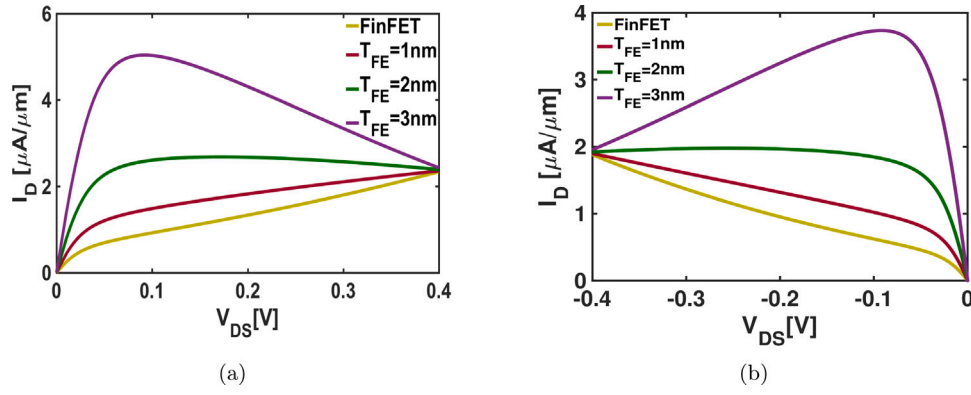 6
4
2
0
I_D [μA/μm]
FinFET
T_FE=1nm
T_FE=2nm
T_FE=3nm
0 0.1 0.2 0.3 0.4
V_DS[V]
(a)
4
3
2
1
0
I_D [μA/μm]
FinFET
T_FE=1nm
T_FE=2nm
T_FE=3nm
-0.4 -0.3 -0.2 -0.1 0
V_DS[V]
(b)